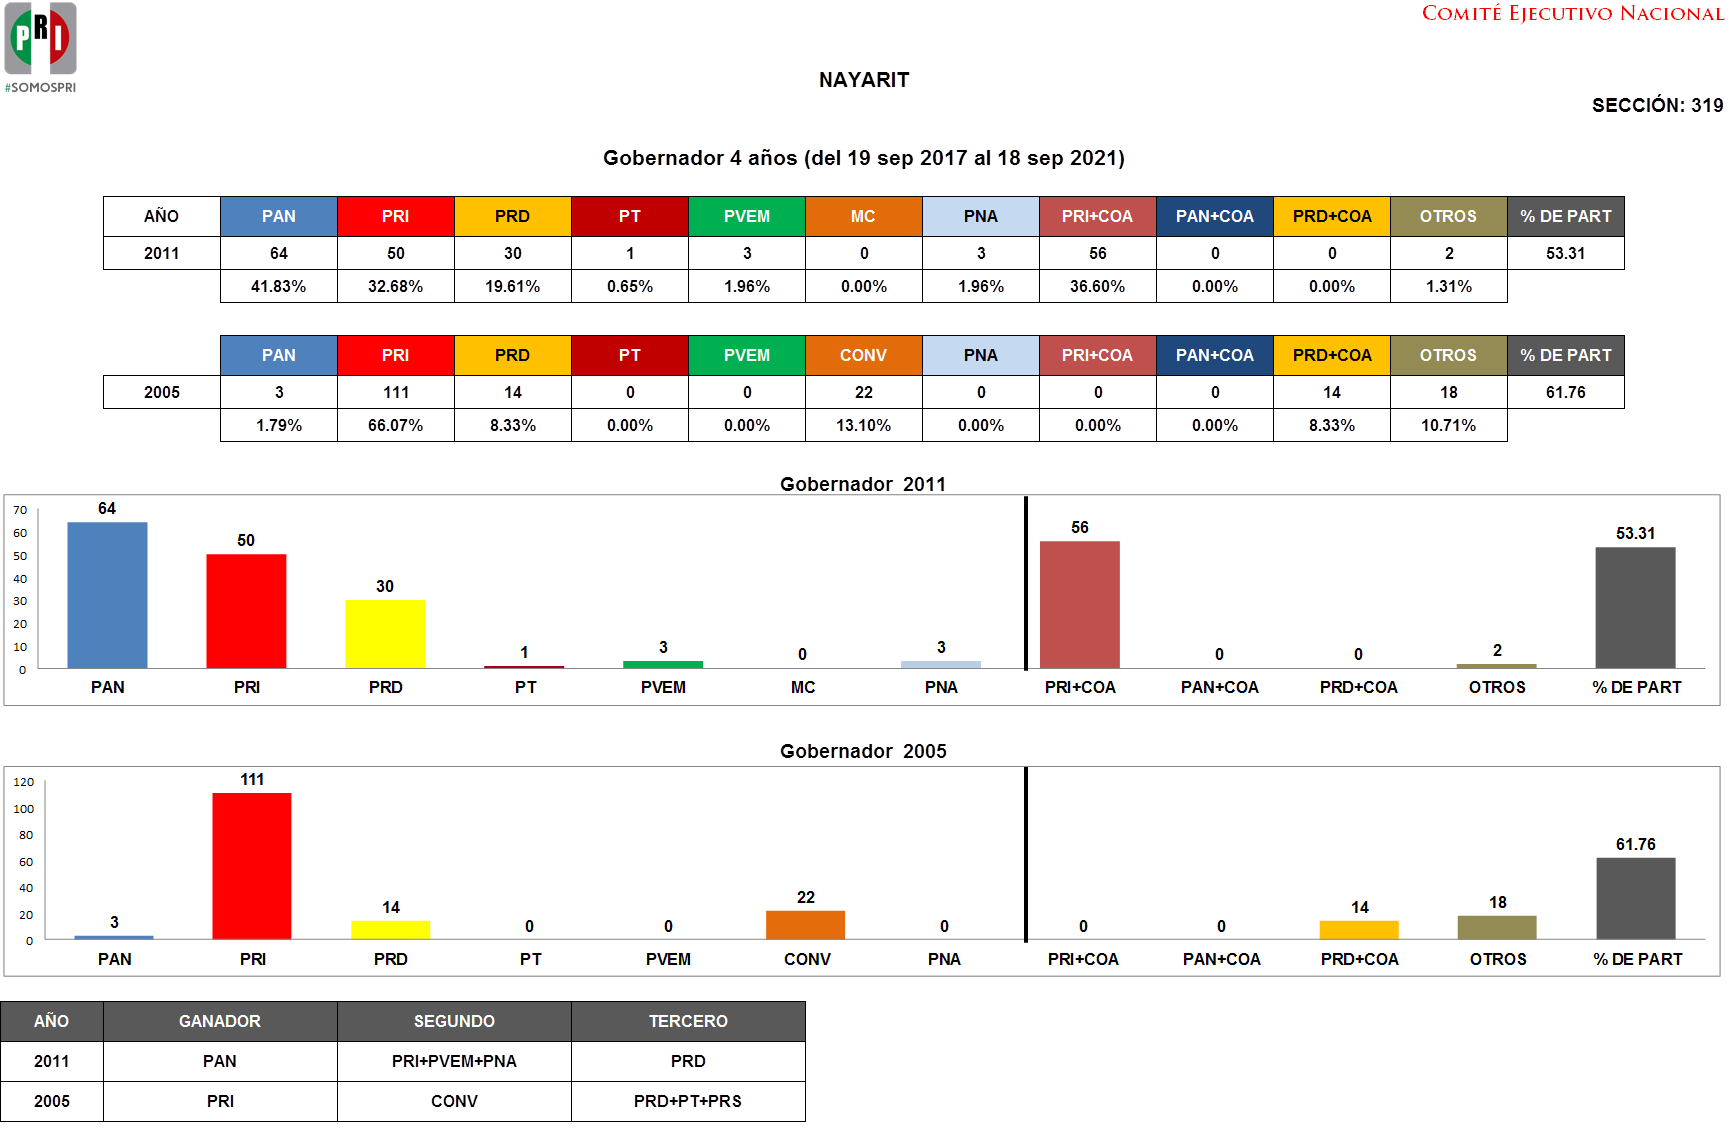 PRI
#SOMOSPRI
COMITÉ EJECUTIVO NACIONAL
NAYARIT
SECCIÓN: 319
Gobernador 4 años (del 19 sep 2017 al 18 sep 2021)
AÑO PAN PRI PRD PT PVEM MC PNA PRI+COA PAN+COA PRD+COA OTROS % DE PART
2011 64 50 30 1 3 0 3 56 0 0 2 53.31
41.83% 32.68% 19.61% 0.65% 1.96% 0.00% 1.96% 36.60% 0.00% 0.00% 1.31%
PAN PRI PRD PT PVEM CONV PNA PRI+COA PAN+COA PRD+COA OTROS % DE PART
2005 3 111 14 0 0 22 0 0 0 14 18 61.76
1.79% 66.07% 8.33% 0.00% 0.00% 13.10% 0.00% 0.00% 0.00% 8.33% 10.71%
Gobernador 2011
70
60
50
40
30
20
10
0
64 50 30 1 3 0 3 56 0 0 2 53.31
PAN PRI PRD PT PVEM MC PNA PRI+COA PAN+COA PRD+COA OTROS % DE PART
Gobernador 2005
120
100
80
60
40
20
0
3 111 14 0 0 22 0 0 0 14 18 61.76
PAN PRI PRD PT PVEM CONV PNA PRI+COA PAN+COA PRD+COA OTROS % DE PART
AÑO GANADOR SEGUNDO TERCERO
2011 PAN PRI+PVEM+PNA PRD
2005 PRI CONV PRD+PT+PRS